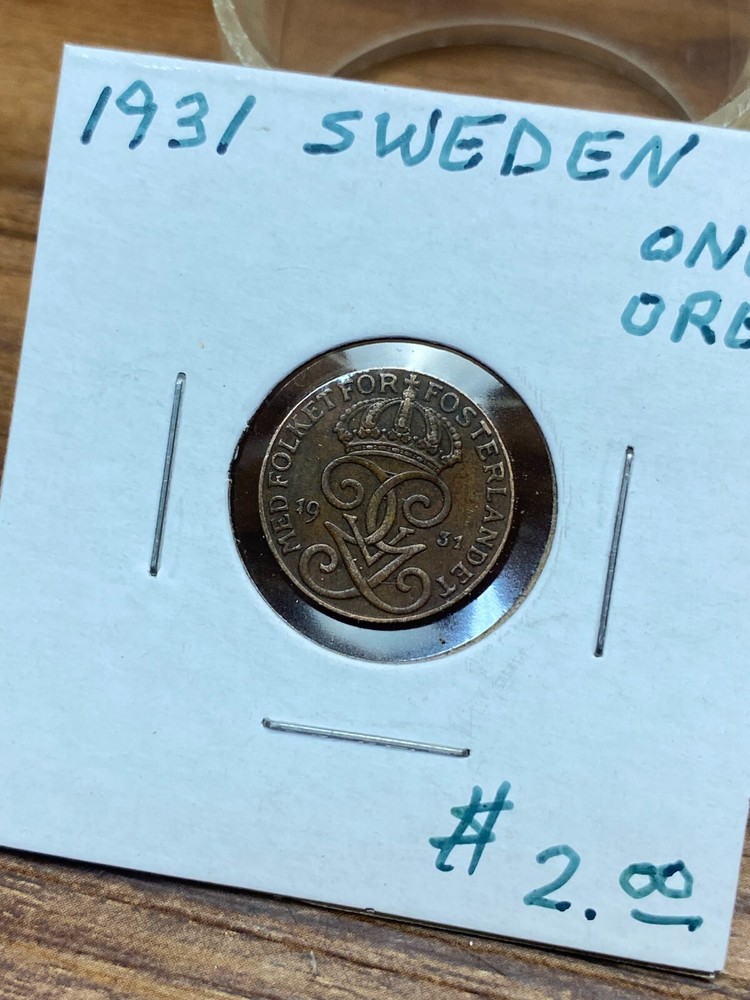 1931 SWEDEN
MED FOLKET FOR FOSTERLANDET
19 31
# 2.00